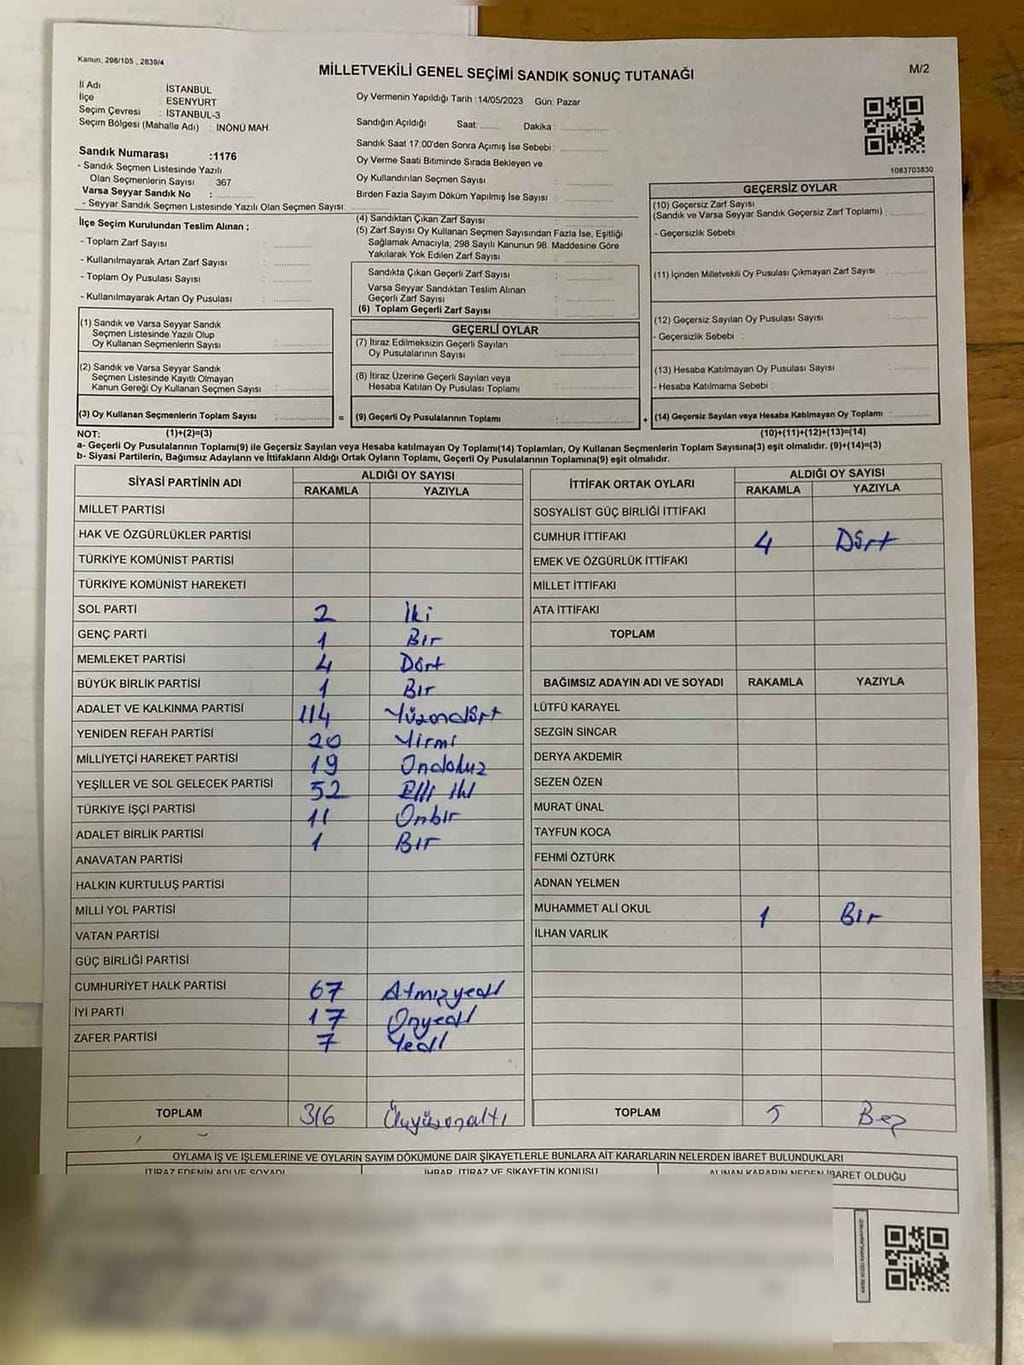 Kanun, 298/105 , 2839/4
MİLLETVEKİLİ GENEL SEÇİMİ SANDIK SONUÇ TUTANAĞI
M/2
İl Adı : İSTANBUL
İlçe : ESENYURT
Seçim Çevresi : İSTANBUL-3
Seçim Bölgesi (Mahalle Adı) : İNÖNÜ MAH
Sandık Numarası :1176
- Sandık Seçmen Listesinde Yazılı
Olan Seçmenlerin Sayısı : 367
Varsa Seyyar Sandık No :
- Seyyar Sandık Seçmen Listesinde Yazılı Olan Seçmen Sayısı:
Oy Vermenin Yapıldığı Tarih : 14/05/2023 Gün: Pazar
Sandığın Açıldığı Saat: Dakika :
Sandık Saat 17:00'den Sonra Açımış İse Sebebi :
Oy Verme Saati Bitiminde Sırada Bekleyen ve
Oy Kullandırılan Seçmen Sayısı :
Birden Fazla Sayım Döküm Yapılmış İse Sayısı :
1083703830
İlçe Seçim Kurulundan Teslim Alınan ;
- Toplam Zarf Sayısı :
- Kullanılmayarak Artan Zarf Sayısı :
- Toplam Oy Pusulası Sayısı :
- Kullanılmayarak Artan Oy Pusulası :
(4) Sandıktan Çıkan Zarf Sayısı :
(5) Zarf Sayısı Oy Kullanan Seçmen Sayısından Fazla İse, Eşitliği
Sağlamak Amacıyla; 298 Sayılı Kanunun 98. Maddesine Göre
Yakılarak Yok Edilen Zarf Sayısı :
Sandıkta Çıkan Geçerli Zarf Sayısı :
Varsa Seyyar Sandıktan Teslim Alınan
Geçerli Zarf Sayısı :
(6) Toplam Geçerli Zarf Sayısı :
GEÇERSİZ OYLAR
(10) Geçersiz Zarf Sayısı
(Sandık ve Varsa Seyyar Sandık Geçersiz Zarf Toplamı) :
- Geçersizlik Sebebi :
(11) İçinden Milletvekili Oy Pusulası Çıkmayan Zarf Sayısı :
(12) Geçersiz Sayılan Oy Pusulası Sayısı :
- Geçersizlik Sebebi :
(13) Hesaba Katılmayan Oy Pusulası Sayısı :
- Hesaba Katılmama Sebebi :
(1) Sandık ve Varsa Seyyar Sandık
Seçmen Listesinde Yazılı Olup
Oy Kullanan Seçmenlerin Sayısı :
(2) Sandık ve Varsa Seyyar Sandık
Seçmen Listesinde Kayıtlı Olmayan
Kanun Gereği Oy Kullanan Seçmen Sayısı :
GEÇERLİ OYLAR
(7) İtiraz Edilmeksizin Geçerli Sayılan
Oy Pusulalarının Sayısı :
(8) İtiraz Üzerine Geçerli Sayılan veya
Hesaba Katılan Oy Pusulası Toplamı :
(3) Oy Kullanan Seçmenlerin Toplam Sayısı : = (9) Geçerli Oy Pusulalarının Toplamı : + (14) Geçersiz Sayılan veya Hesaba Katılmayan Oy Toplamı :
NOT: (1)+(2)=(3) (10)+(11)+(12)+(13)=(14)
a- Geçerli Oy Pusulalarının Toplamı(9) ile Geçersiz Sayılan veya Hesaba katılmayan Oy Toplamı(14) Toplamları, Oy Kullanan Seçmenlerin Toplam Sayısına(3) eşit olmalıdır. (9)+(14)=(3)
b- Siyasi Partilerin, Bağımsız Adayların ve İttifakların Aldığı Ortak Oyların Toplamı, Geçerli Oy Pusulalarının Toplamına(9) eşit olmalıdır.
SİYASİ PARTİNİN ADI ALDIĞI OY SAYISI
RAKAMLA YAZIYLA
MİLLET PARTİSİ
HAK VE ÖZGÜRLÜKLER PARTİSİ
TÜRKİYE KOMÜNİST PARTİSİ
TÜRKİYE KOMÜNİST HAREKETİ
SOL PARTİ 2 İki
GENÇ PARTİ 1 Bır
MEMLEKET PARTİSİ 4 Dört
BÜYÜK BİRLİK PARTİSİ 1 Bır
ADALET VE KALKINMA PARTİSİ 114 Yüzondört
YENİDEN REFAH PARTİSİ 20 Yirmi
MİLLİYETÇİ HAREKET PARTİSİ 19 Ondokuz
YEŞİLLER VE SOL GELECEK PARTİSİ 52 Elli iki
TÜRKİYE İŞÇİ PARTİSİ 11 Onbir
ADALET BİRLİK PARTİSİ 1 Bır
ANAVATAN PARTİSİ
HALKIN KURTULUŞ PARTİSİ
MİLLİ YOL PARTİSİ
VATAN PARTİSİ
GÜÇ BİRLİĞİ PARTİSİ
CUMHURİYET HALK PARTİSİ 67 Atmışyedi
İYİ PARTİ 17 Onyedi
ZAFER PARTİSİ 7 Yedi
TOPLAM 316 Üçyüzonaltı
İTTİFAK ORTAK OYLARI ALDIĞI OY SAYISI
RAKAMLA YAZIYLA
SOSYALİST GÜÇ BİRLİĞİ İTTİFAKI
CUMHUR İTTİFAKI 4 Dört
EMEK VE ÖZGÜRLÜK İTTİFAKI
MİLLET İTTİFAKI
ATA İTTİFAKI
TOPLAM
BAĞIMSIZ ADAYIN ADI VE SOYADI RAKAMLA YAZIYLA
LÜTFÜ KARAYEL
SEZGİN SİNCAR
DERYA AKDEMİR
SEZEN ÖZEN
MURAT ÜNAL
TAYFUN KOCA
FEHMİ ÖZTÜRK
ADNAN YELMEN
MUHAMMET ALİ OKUL 1 Bır
İLHAN VARLIK
TOPLAM 5 Beş
OYLAMA İŞ VE İŞLEMLERİNE VE OYLARIN SAYIM DÖKÜMÜNE DAİR ŞİKAYETLERLE BUNLARA AİT KARARLARIN NELERDEN İBARET BULUNDUKLARI
İTİRAZ EDENİN ADI VE SOYADI İHBAR, İTİRAZ VE ŞİKAYETİN KONUSU ALINAN KARARIN NEDEN İBARET OLDUĞU